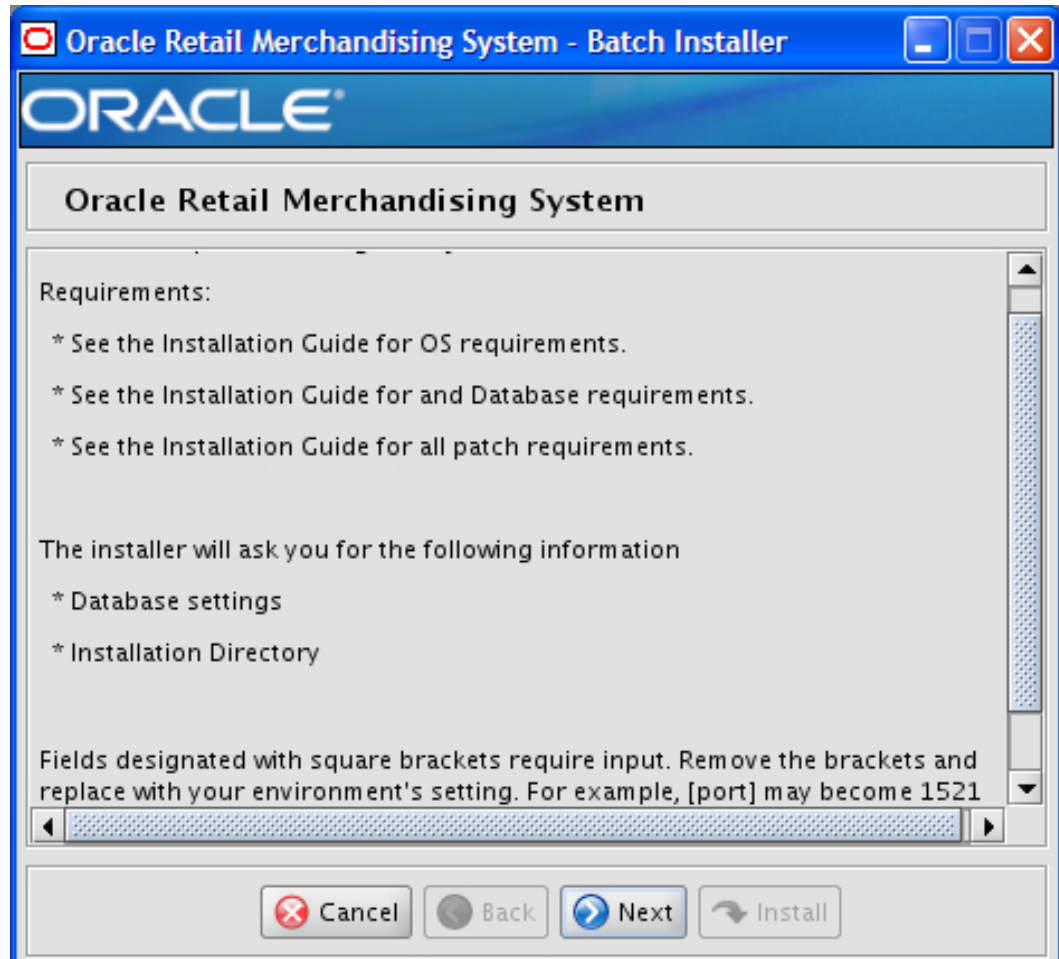 Oracle Retail Merchandising System - Batch Installer
ORACLE
Oracle Retail Merchandising System
Requirements:
* See the Installation Guide for OS requirements.
* See the Installation Guide for and Database requirements.
* See the Installation Guide for all patch requirements.
The installer will ask you for the following information
* Database settings
* Installation Directory
Fields designated with square brackets require input. Remove the brackets and
replace with your environment's setting. For example, [port] may become 1521
Cancel
Back
Next
Install